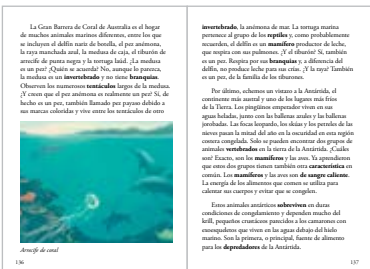 La Gran Barrera de Coral de Australia es el hogar
de muchos animales marinos diferentes, entre los que
se incluyen el delfín nariz de botella, el pez anémona,
la raya manchada azul, la medusa de caja, el tiburón de
arrecife de punta negra y la tortuga laúd. ¿La medusa
es un pez? ¿Quién se acuerda? No, aunque lo parezca,
la medusa es un invertebrado y no tiene branquias.
Observen los numerosos tentáculos largos de la medusa.
¿Y creen que el pez anémona es realmente un pez? Sí, de
hecho es un pez, también llamado pez payaso debido a
sus marcas coloridas y vive entre los tentáculos de otro
Arrecife de coral
136
invertebrado, la anémona de mar. La tortuga marina
pertenece al grupo de los reptiles y, como probablemente
recuerden, el delfín es un mamífero productor de leche,
que respira con sus pulmones. ¿Y el tiburón? Sí, también
es un pez. Respira por sus branquias y, a diferencia del
delfín, no produce leche para sus crías. ¿Y la raya? También
es un pez, de la familia de los tiburones.
Por último, echemos un vistazo a la Antártida, el
continente más austral y uno de los lugares más fríos
de la Tierra. Los pingüinos emperador viven en sus
aguas heladas, junto con las ballenas azules y las ballenas
jorobadas. Las focas leopardo, los skúas y los petreles de las
nieves pasan la mitad del año en la oscuridad en esta región
costera congelada. Solo se pueden encontrar dos grupos de
animales vertebrados en la tierra de la Antártida. ¿Cuáles
son? Exacto, son los mamíferos y las aves. Ya aprendieron
que estos dos grupos tienen también otra característica en
común. Los mamíferos y las aves son de sangre caliente.
La energía de los alimentos que comen se utiliza para
calentar sus cuerpos y evitar que se congelen.
Estos animales antárticos sobreviven en duras
condiciones de congelamiento y dependen mucho del
krill, pequeños crustáceos parecidos a los camarones con
exoesqueletos que viven en las aguas debajo del hielo
marino. Son la primera, o principal, fuente de alimento
para los depredadores de la Antártida.
137